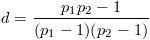 d = \frac{p_1 p_2 - 1}{(p_1 - 1)(p_2 - 1)}